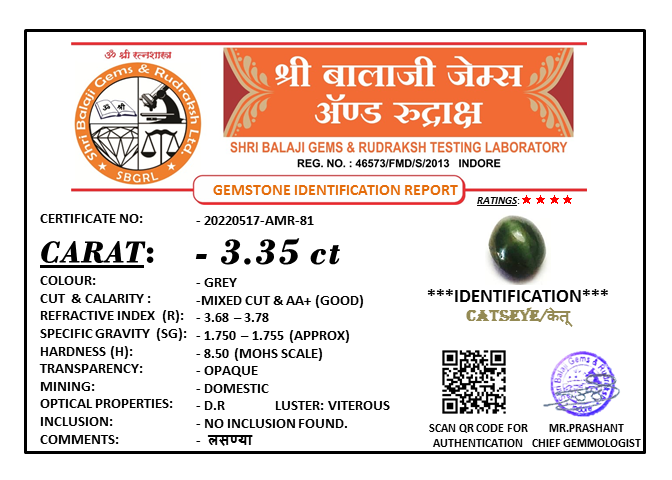 ॐ श्री रत्नशास्त्र
Shri Balaji Gems & Rudraksh Ltd.
SBGRL
श्री बालाजी जेम्स
ॲण्ड रुद्राक्ष
SHRI BALAJI GEMS & RUDRAKSH TESTING LABORATORY
REG. NO. : 46573/FMD/S/2013 INDORE
GEMSTONE IDENTIFICATION REPORT
RATINGS:
CERTIFICATE NO: - 20220517-AMR-81
CARAT: - 3.35 ct
COLOUR: - GREY
CUT & CALARITY : -MIXED CUT & AA+ (GOOD)
REFRACTIVE INDEX (R): - 3.68 – 3.78
SPECIFIC GRAVITY (SG): - 1.750 – 1.755 (APPROX)
HARDNESS (H): - 8.50 (MOHS SCALE)
TRANSPARENCY: - OPAQUE
MINING: - DOMESTIC
OPTICAL PROPERTIES: - D.R LUSTER: VITEROUS
INCLUSION: - NO INCLUSION FOUND.
COMMENTS: - लसण्या
***IDENTIFICATION***
CATSEYE/केतू
SCAN QR CODE FOR
AUTHENTICATION
MR.PRASHANT
CHIEF GEMMOLOGIST